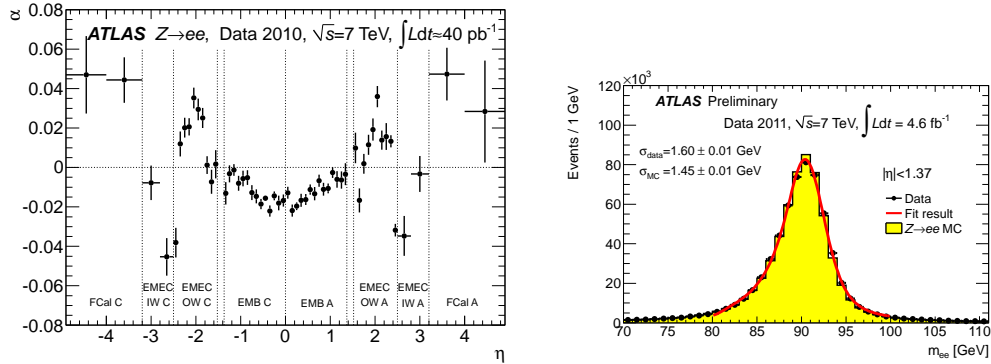 α
0.08
ATLAS Z→ee, Data 2010, √s=7 TeV, ∫Ldt≈40 pb⁻¹
0.06
0.04
0.02
0
-0.02
-0.04
-0.06
-0.08
FCal C
EMEC IW C
EMEC OW C
EMB C
EMB A
EMEC OW A
EMEC IW A
FCal A
-4 -3 -2 -1 0 1 2 3 4
η
×10³
120
100
80
60
40
20
0
Events / 1 GeV
ATLAS Preliminary
Data 2011, √s=7 TeV, ∫Ldt = 4.6 fb⁻¹
σdata=1.60 ± 0.01 GeV
σMC=1.45 ± 0.01 GeV
|η|<1.37
Data
Fit result
Z→ee MC
70 75 80 85 90 95 100 105 110
mee [GeV]